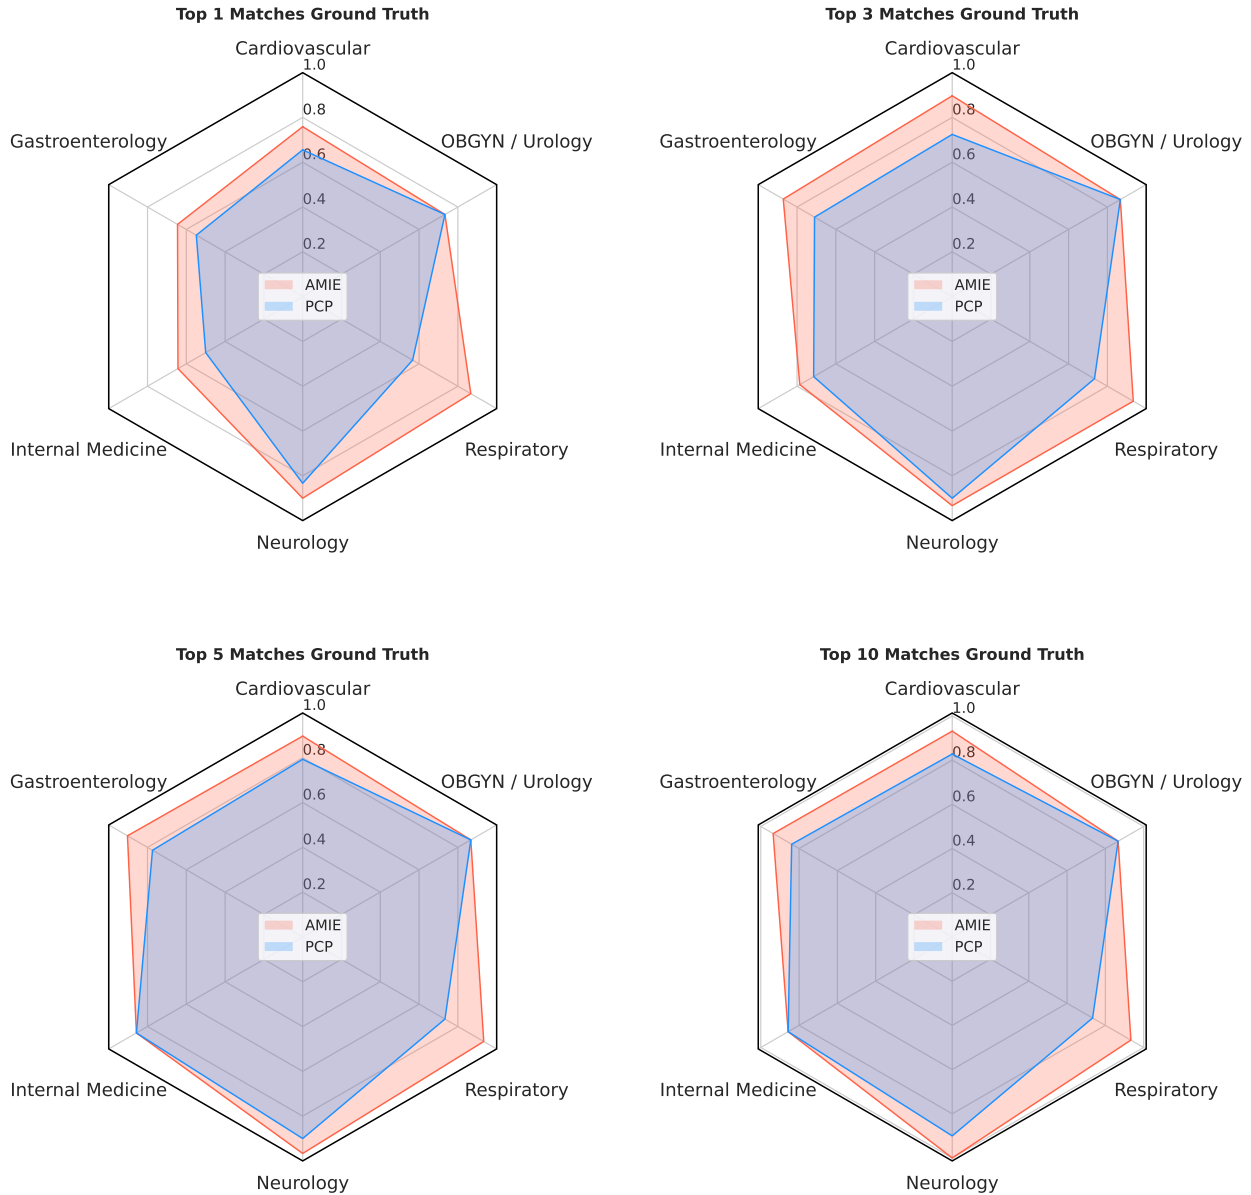 Top 1 Matches Ground Truth
Cardiovascular
1.0
0.8
0.6
0.4
0.2
Gastroenterology
OBGYN / Urology
AMIE
PCP
Internal Medicine
Respiratory
Neurology
Top 3 Matches Ground Truth
Cardiovascular
1.0
0.8
0.6
0.4
0.2
Gastroenterology
OBGYN / Urology
AMIE
PCP
Internal Medicine
Respiratory
Neurology
Top 5 Matches Ground Truth
Cardiovascular
1.0
0.8
0.6
0.4
0.2
Gastroenterology
OBGYN / Urology
AMIE
PCP
Internal Medicine
Respiratory
Neurology
Top 10 Matches Ground Truth
Cardiovascular
1.0
0.8
0.6
0.4
0.2
Gastroenterology
OBGYN / Urology
AMIE
PCP
Internal Medicine
Respiratory
Neurology